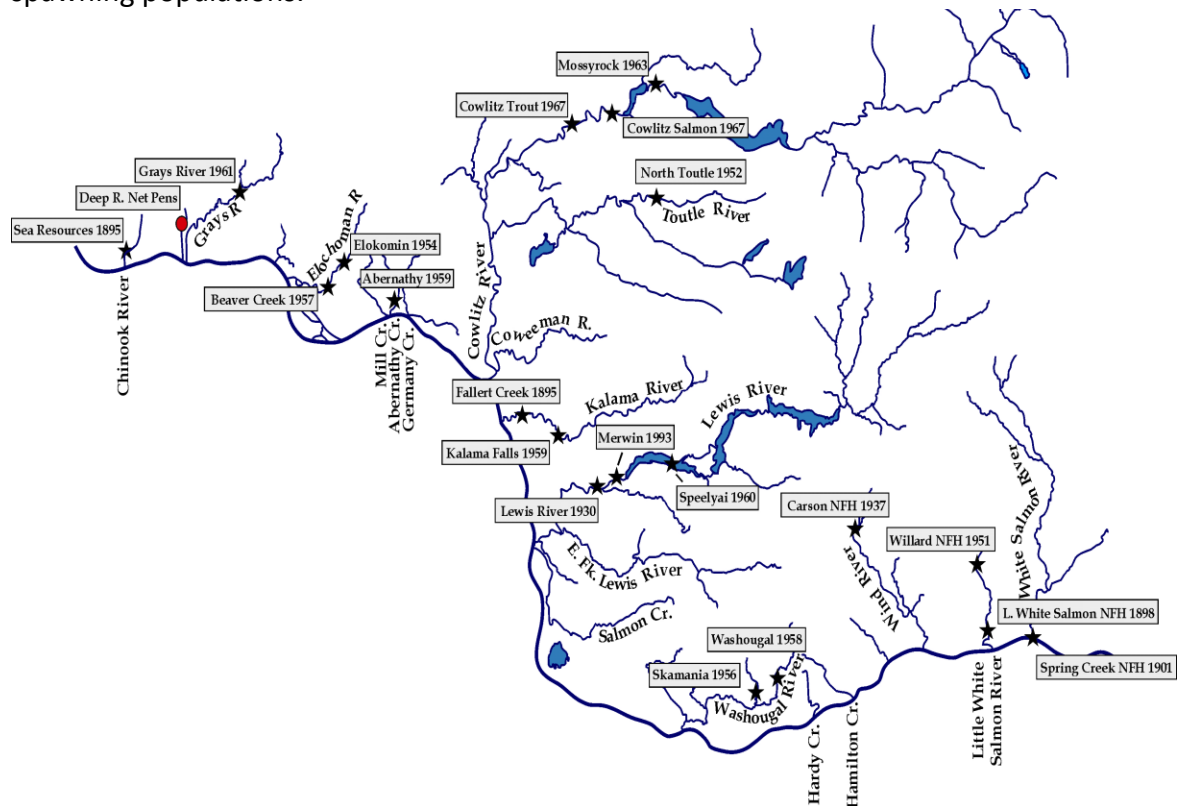 spawning populations.
Mossyrock 1963
Cowlitz Trout 1967
Cowlitz Salmon 1967
Grays River 1961
North Toutle 1952
Deep R. Net Pens
Toutle River
Grays R
Sea Resources 1895
Elochoman R
Elokomin 1954
Abernathy 1959
Beaver Creek 1957
Chinook River
Cowlitz River
Mill Cr.
Abernathy Cr.
Germany Cr.
Coweeman R.
Fallert Creek 1895
Kalama River
Lewis River
Merwin 1993
Kalama Falls 1959
Speelyai 1960
Lewis River 1930
Carson NFH 1937
Willard NFH 1951
White Salmon River
E. Fk. Lewis River
Wind River
L. White Salmon NFH 1898
Salmon Cr.
Washougal 1958
Spring Creek NFH 1901
Skamania 1956
Washougal River
Hardy Cr.
Hamilton Cr.
Little White
Salmon River